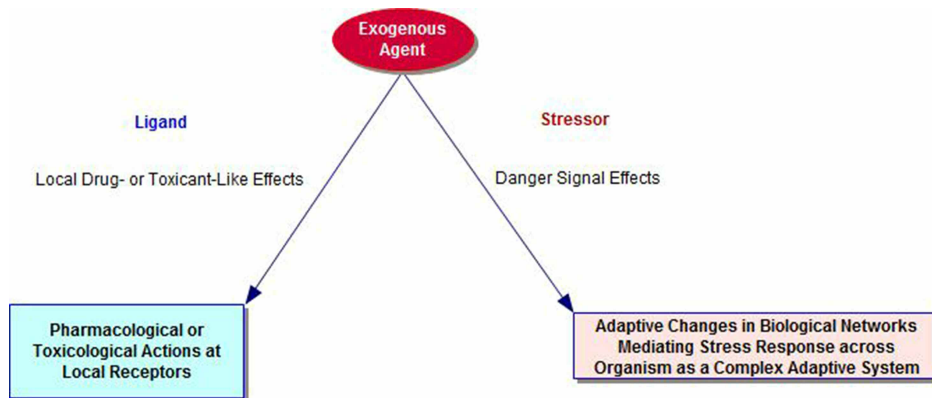 Exogenous
Agent
Ligand
Stressor
Local Drug- or Toxicant-Like Effects
Danger Signal Effects
Pharmacological or
Toxicological Actions at
Local Receptors
Adaptive Changes in Biological Networks
Mediating Stress Response across
Organism as a Complex Adaptive System